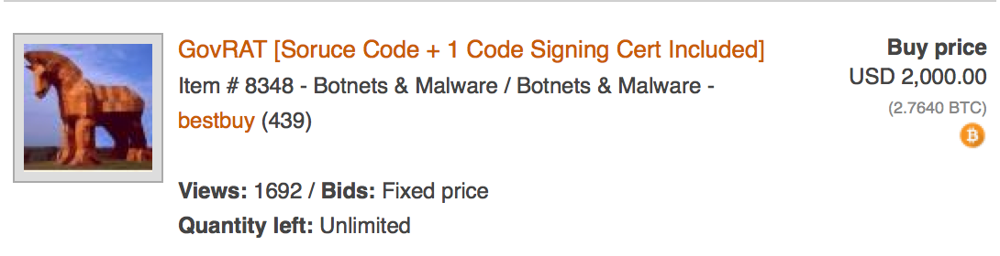 GovRAT [Soruce Code + 1 Code Signing Cert Included]
Item # 8348 - Botnets & Malware / Botnets & Malware -
bestbuy (439)
Views: 1692 / Bids: Fixed price
Quantity left: Unlimited
Buy price
USD 2,000.00
(2.7640 BTC)